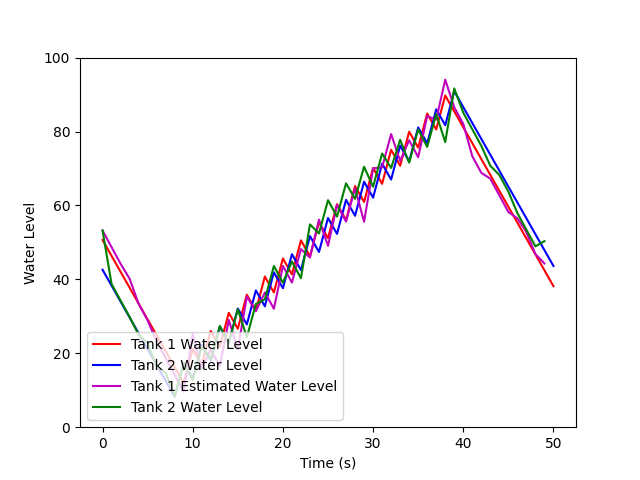 100
80
60
40
20
0
Water Level
Tank 1 Water Level
Tank 2 Water Level
Tank 1 Estimated Water Level
Tank 2 Water Level
0 10 20 30 40 50
Time (s)